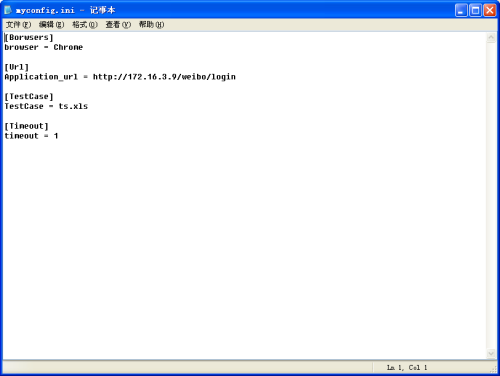 myconfig.ini - 记事本
文件(F) 编辑(E) 格式(O) 查看(V) 帮助(H)
[Borwsers]
browser = Chrome
[Url]
Application_url = http://172.16.3.9/weibo/login
[TestCase]
TestCase = ts.xls
[Timeout]
timeout = 1
Ln 1, Col 1